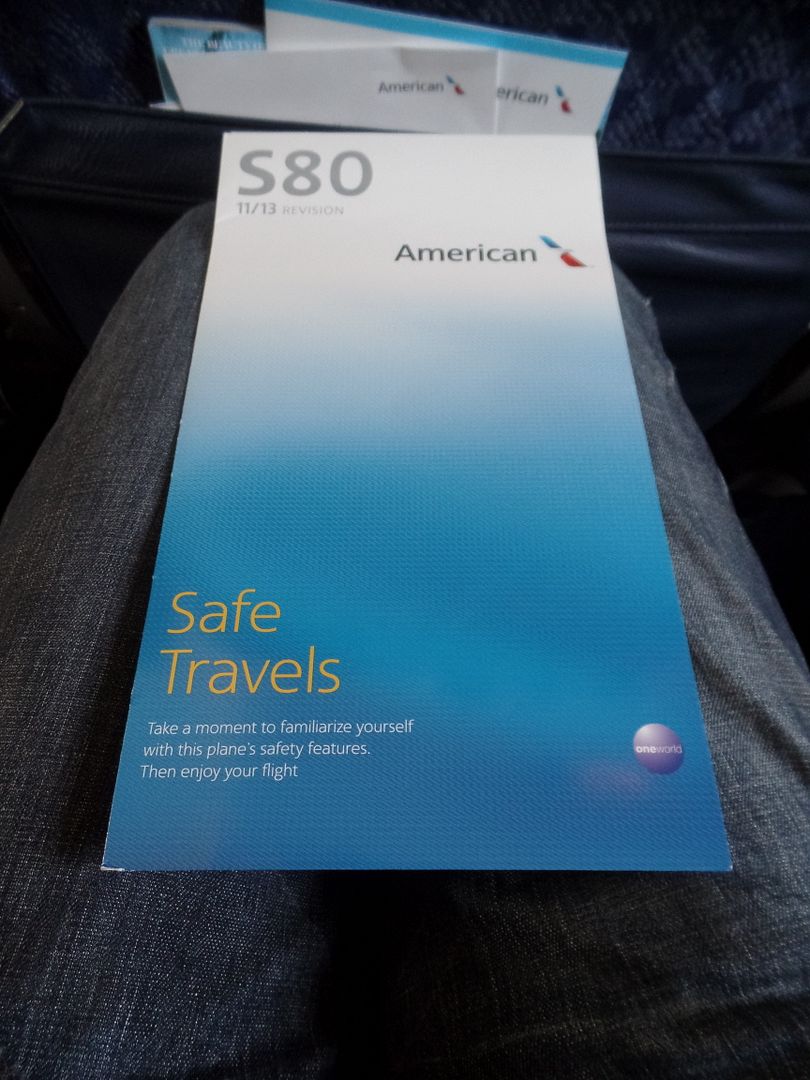 American
erican
S80
11/13 REVISION
American
Safe
Travels
Take a moment to familiarize yourself
with this plane's safety features.
Then enjoy your flight
oneworld